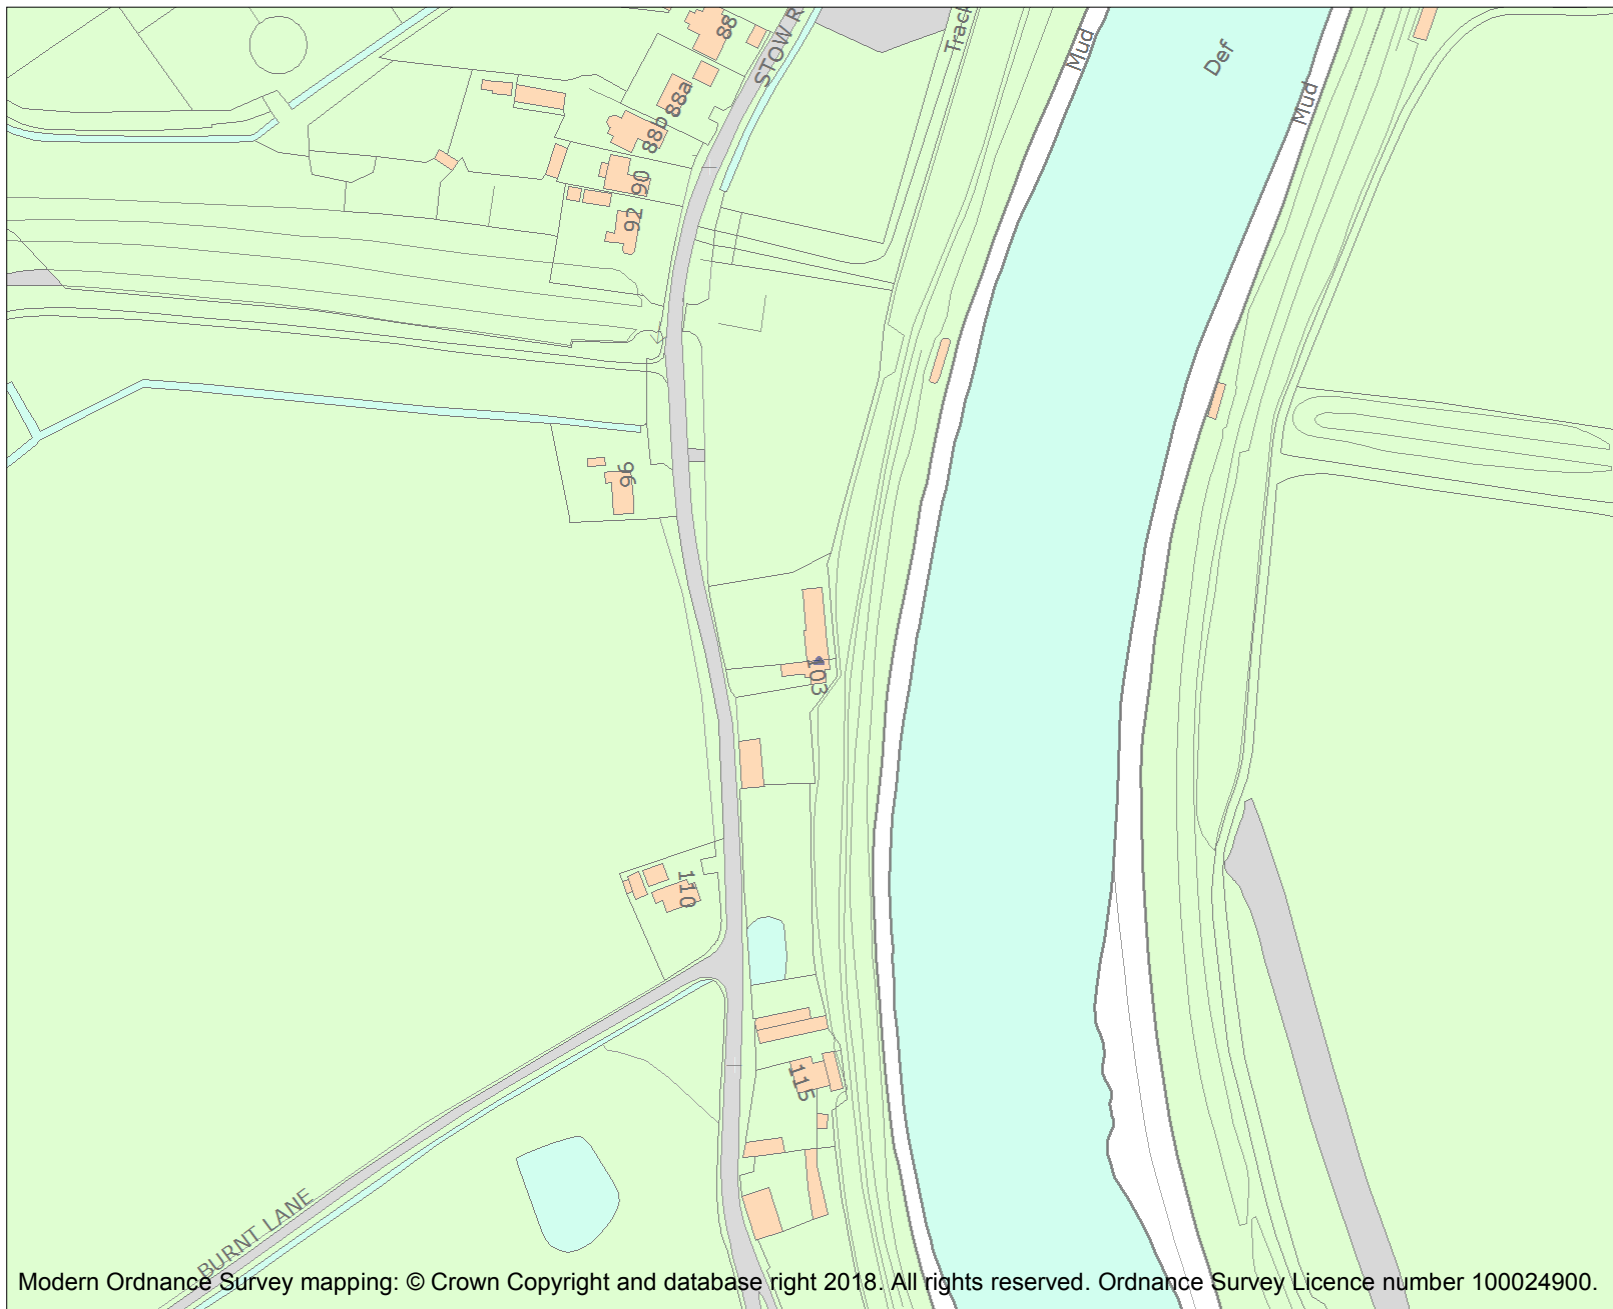 88
STOW R
Track
Mud
Def
Mud
88a
88b
90
92
96
103
110
115
BURNT LANE
Modern Ordnance Survey mapping: © Crown Copyright and database right 2018. All rights reserved. Ordnance Survey Licence number 100024900.